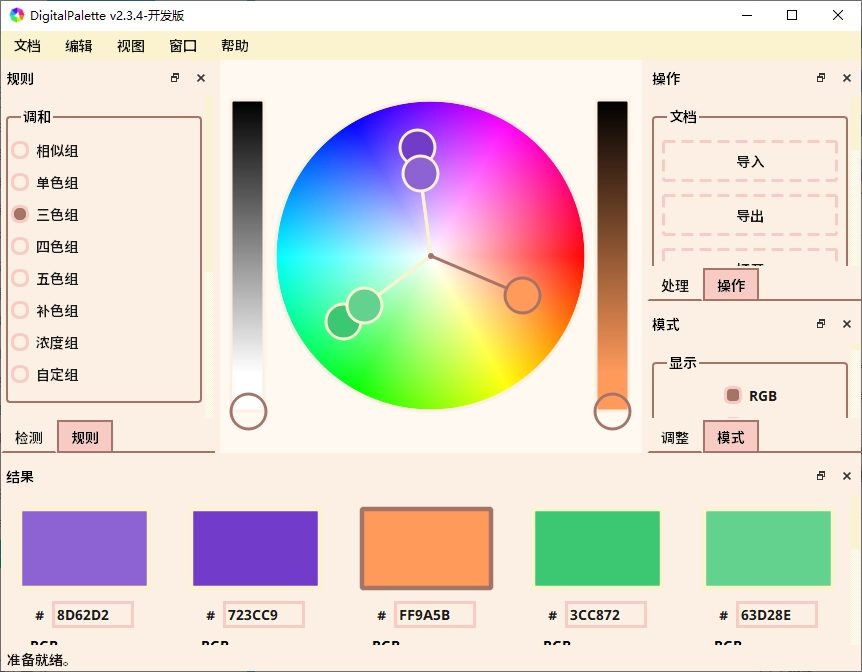 DigitalPalette v2.3.4-开发版
文档 编辑 视图 窗口 帮助
规则
调和
相似组
单色组
三色组
四色组
五色组
补色组
浓度组
自定组
检测 规则
操作
文档
导入
导出
打开
处理 操作
模式
显示
RGB
调整 模式
结果
# 8D62D2 # 723CC9 # FF9A5B # 3CC872 # 63D28E
RGB RGB RGB RGB RGB
准备就绪。